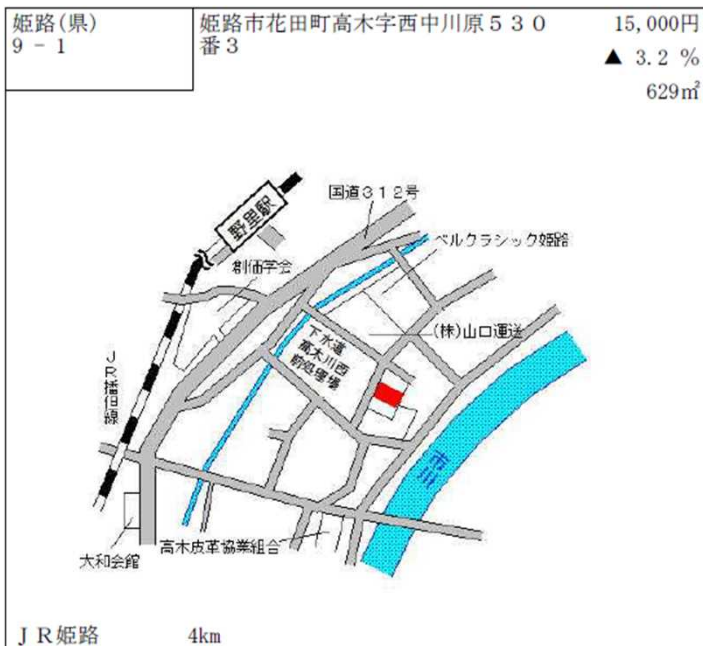 姫路(県)
9 - 1
姫路市花田町高木字西中川原５３０
番３
15,000円
▲ 3.2 %
629㎡
野里駅
国道３１２号
ベルクラシック姫路
創価学会
下水道
高木川西
前処理場
(株)山口運送
ＪＲ播但線
市川
大和会館
高木皮革協業組合
ＪＲ姫路 4km